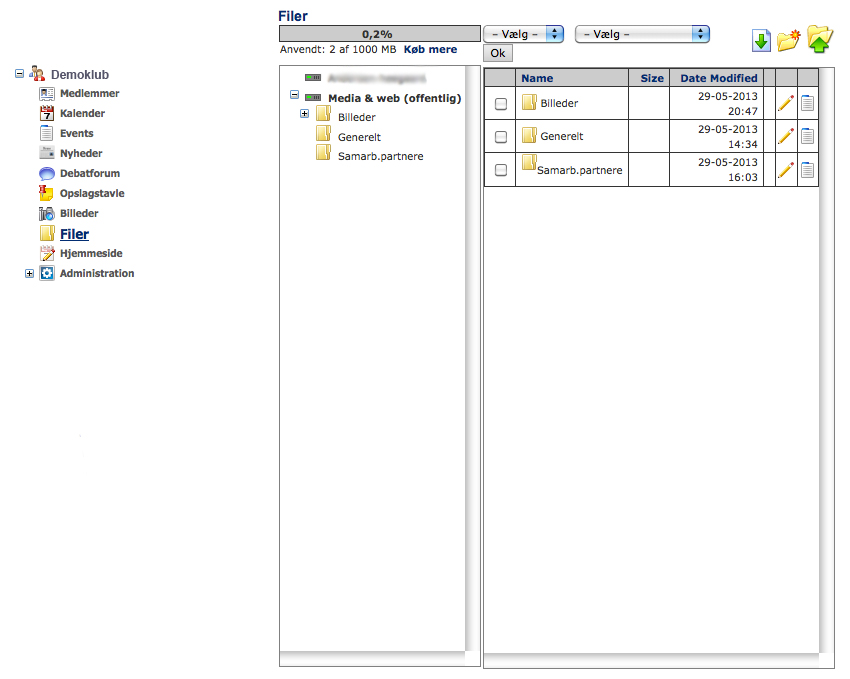 Filer
0,2%
Anvendt: 2 af 1000 MB Køb mere
– Vælg –
– Vælg –
Ok
Demoklub
Medlemmer
7
Kalender
Events
Nyheder
Debatforum
Opslagstavle
Billeder
Filer
Hjemmeside
Administration
Media & web (offentlig)
Billeder
Generelt
Samarb.partnere
Name Size Date Modified
Billeder 29-05-2013
20:47
Generelt 29-05-2013
14:34
Samarb.partnere 29-05-2013
16:03